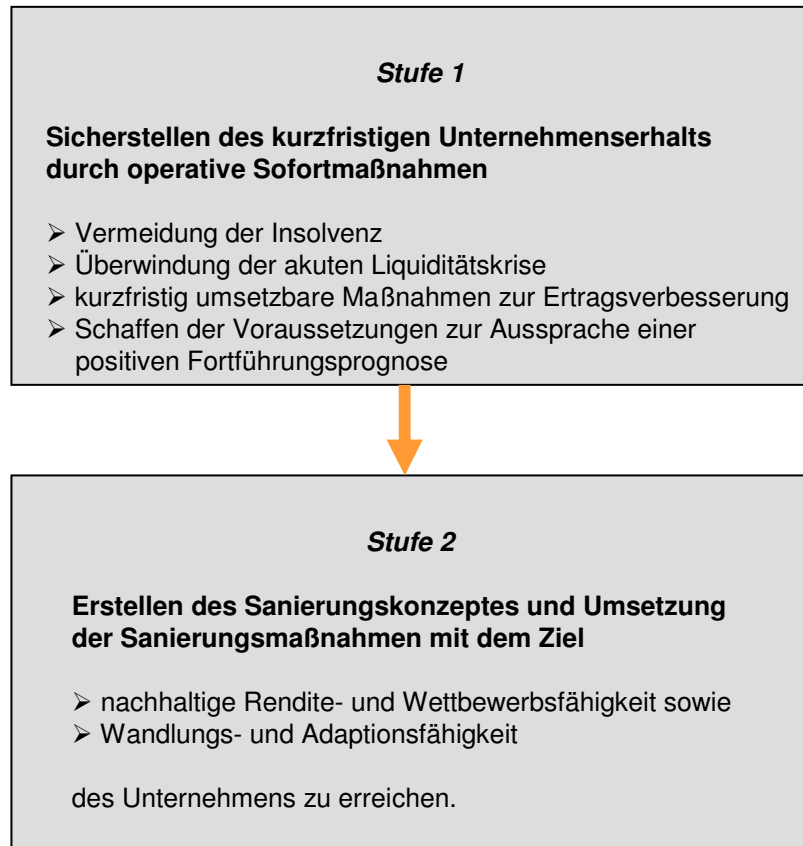 Stufe 1
Sicherstellen des kurzfristigen Unternehmenserhalts
durch operative Sofortmaßnahmen
➢ Vermeidung der Insolvenz
➢ Überwindung der akuten Liquiditätskrise
➢ kurzfristig umsetzbare Maßnahmen zur Ertragsverbesserung
➢ Schaffen der Voraussetzungen zur Aussprache einer
positiven Fortführungsprognose
Stufe 2
Erstellen des Sanierungskonzeptes und Umsetzung
der Sanierungsmaßnahmen mit dem Ziel
➢ nachhaltige Rendite- und Wettbewerbsfähigkeit sowie
➢ Wandlungs- und Adaptionsfähigkeit
des Unternehmens zu erreichen.